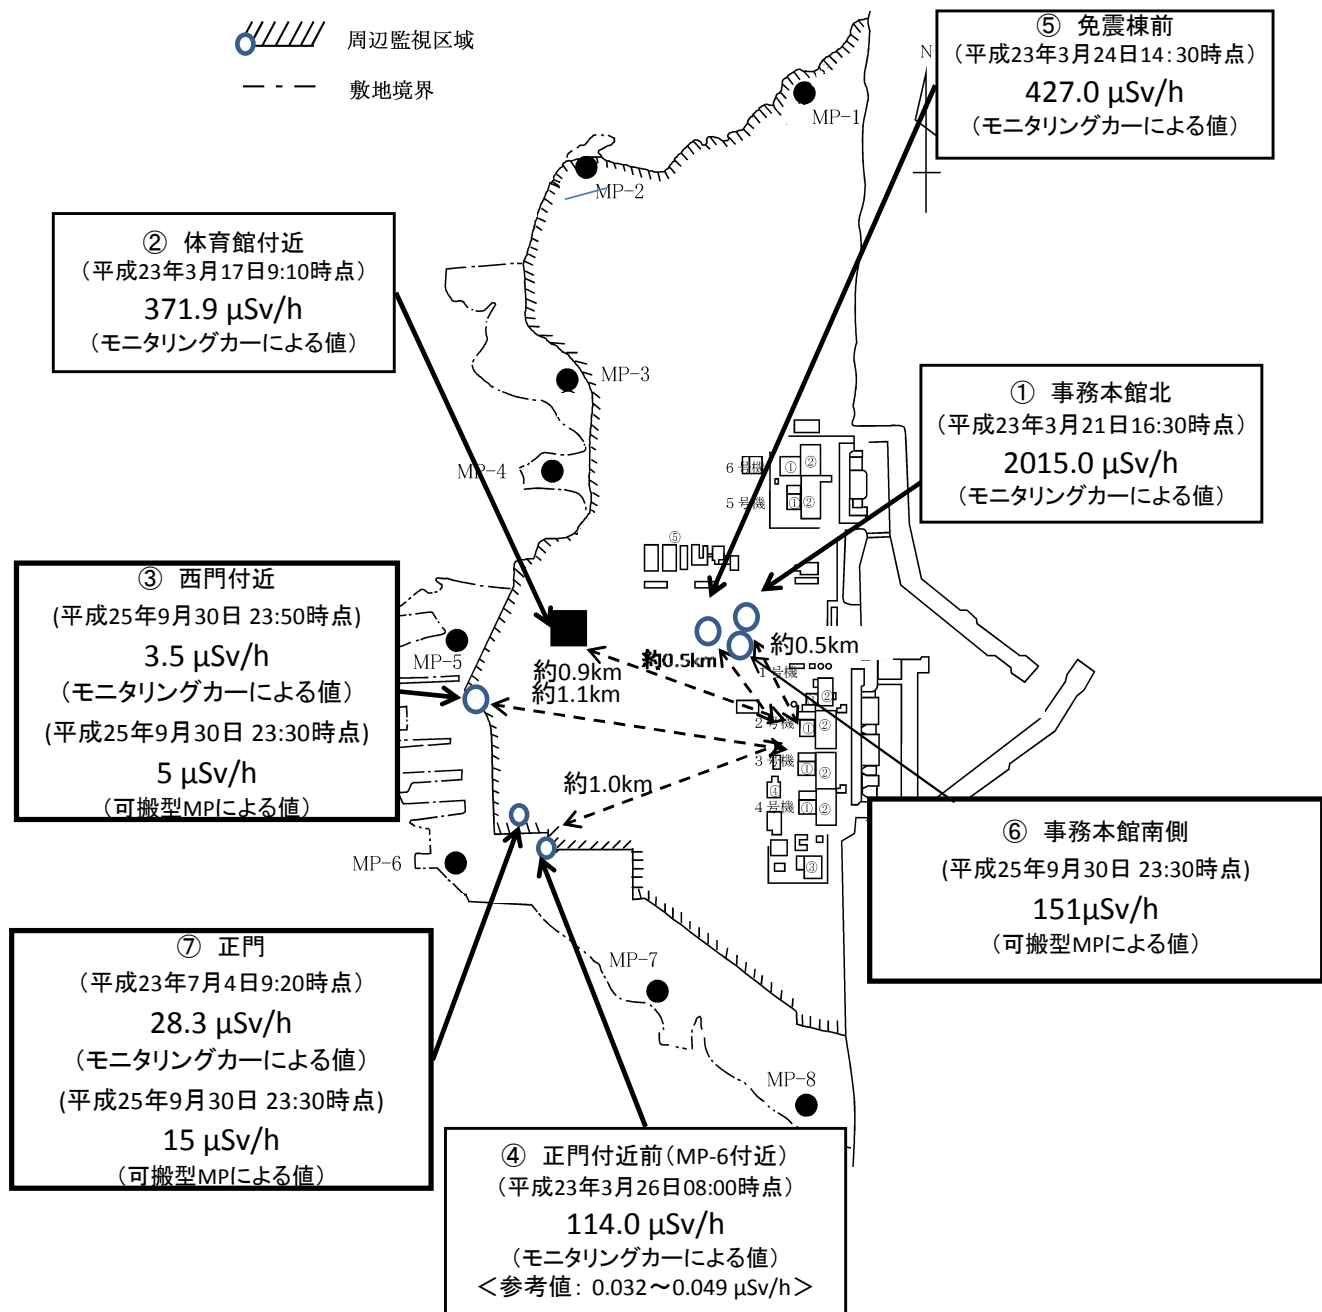 周辺監視区域
敷地境界
⑤ 免震棟前
(平成23年3月24日14:30時点)
427.0 μSv/h
(モニタリングカーによる値)
N
MP-1
MP-2
② 体育館付近
(平成23年3月17日9:10時点)
371.9 μSv/h
(モニタリングカーによる値)
MP-3
① 事務本館北
(平成23年3月21日16:30時点)
2015.0 μSv/h
(モニタリングカーによる値)
MP-4
6号機
① ②
5号機
① ②
⑤
③ 西門付近
(平成25年9月30日 23:50時点)
3.5 μSv/h
(モニタリングカーによる値)
(平成25年9月30日 23:30時点)
5 μSv/h
(可搬型MPによる値)
MP-5
約0.9km
約1.1km
約0.5km
約0.5km
1号機
②
2号機
① ②
3号機
① ②
④
4号機
① ②
③
約1.0km
MP-6
⑥ 事務本館南側
(平成25年9月30日 23:30時点)
151μSv/h
(可搬型MPによる値)
⑦ 正門
(平成23年7月4日9:20時点)
28.3 μSv/h
(モニタリングカーによる値)
(平成25年9月30日 23:30時点)
15 μSv/h
(可搬型MPによる値)
MP-7
MP-8
④ 正門付近前(MP-6付近)
(平成23年3月26日08:00時点)
114.0 μSv/h
(モニタリングカーによる値)
<参考値: 0.032～0.049 μSv/h>